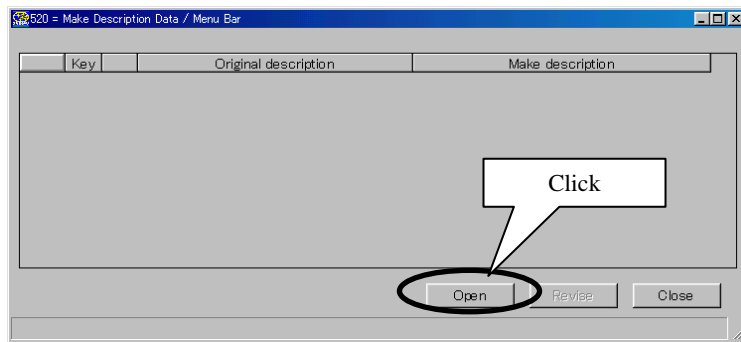 520 = Make Description Data / Menu Bar
Key Original description Make description
Click
Open Revise Close